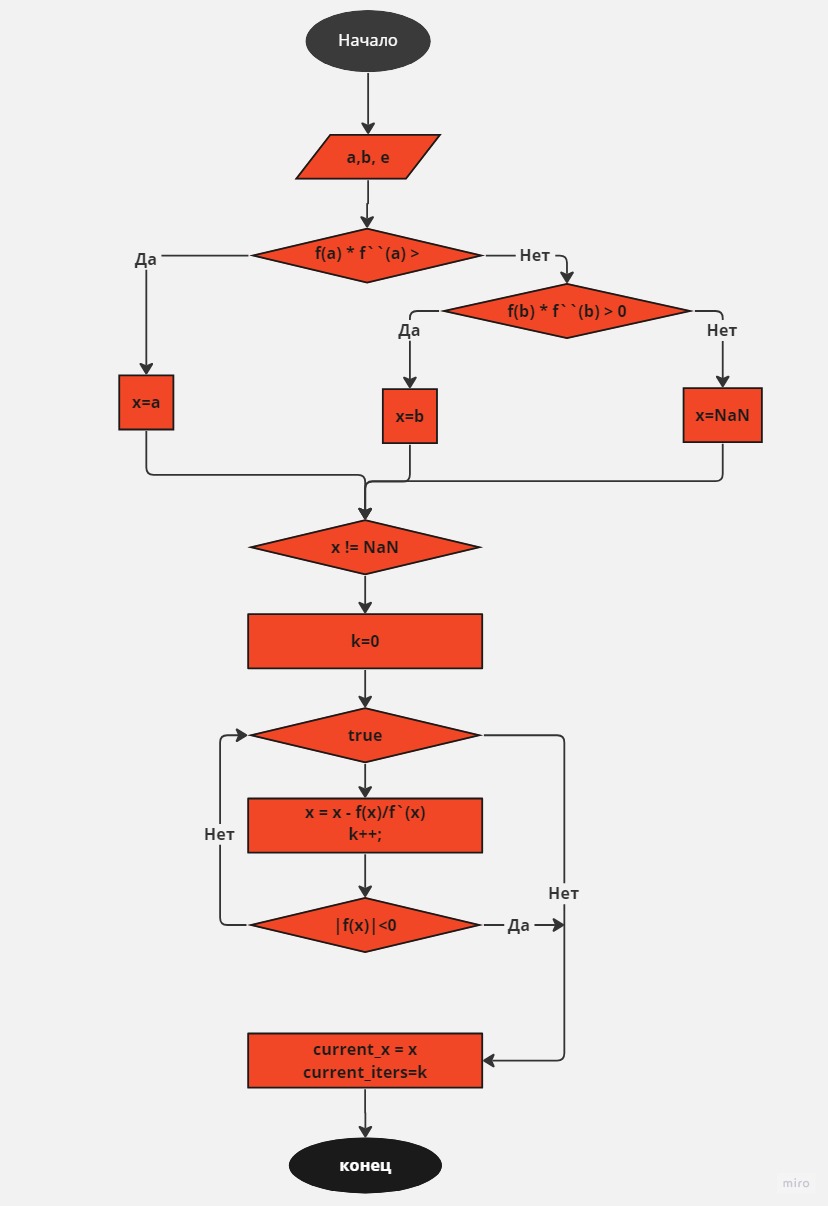 Начало
a,b, e
f(a) * f``(a) >
Да
Нет
f(b) * f``(b) > 0
Да
Нет
x=a
x=b
x=NaN
x != NaN
k=0
true
x = x - f(x)/f`(x)
k++;
Нет
Нет
|f(x)|<0
Да
current_x = x
current_iters=k
конец
miro